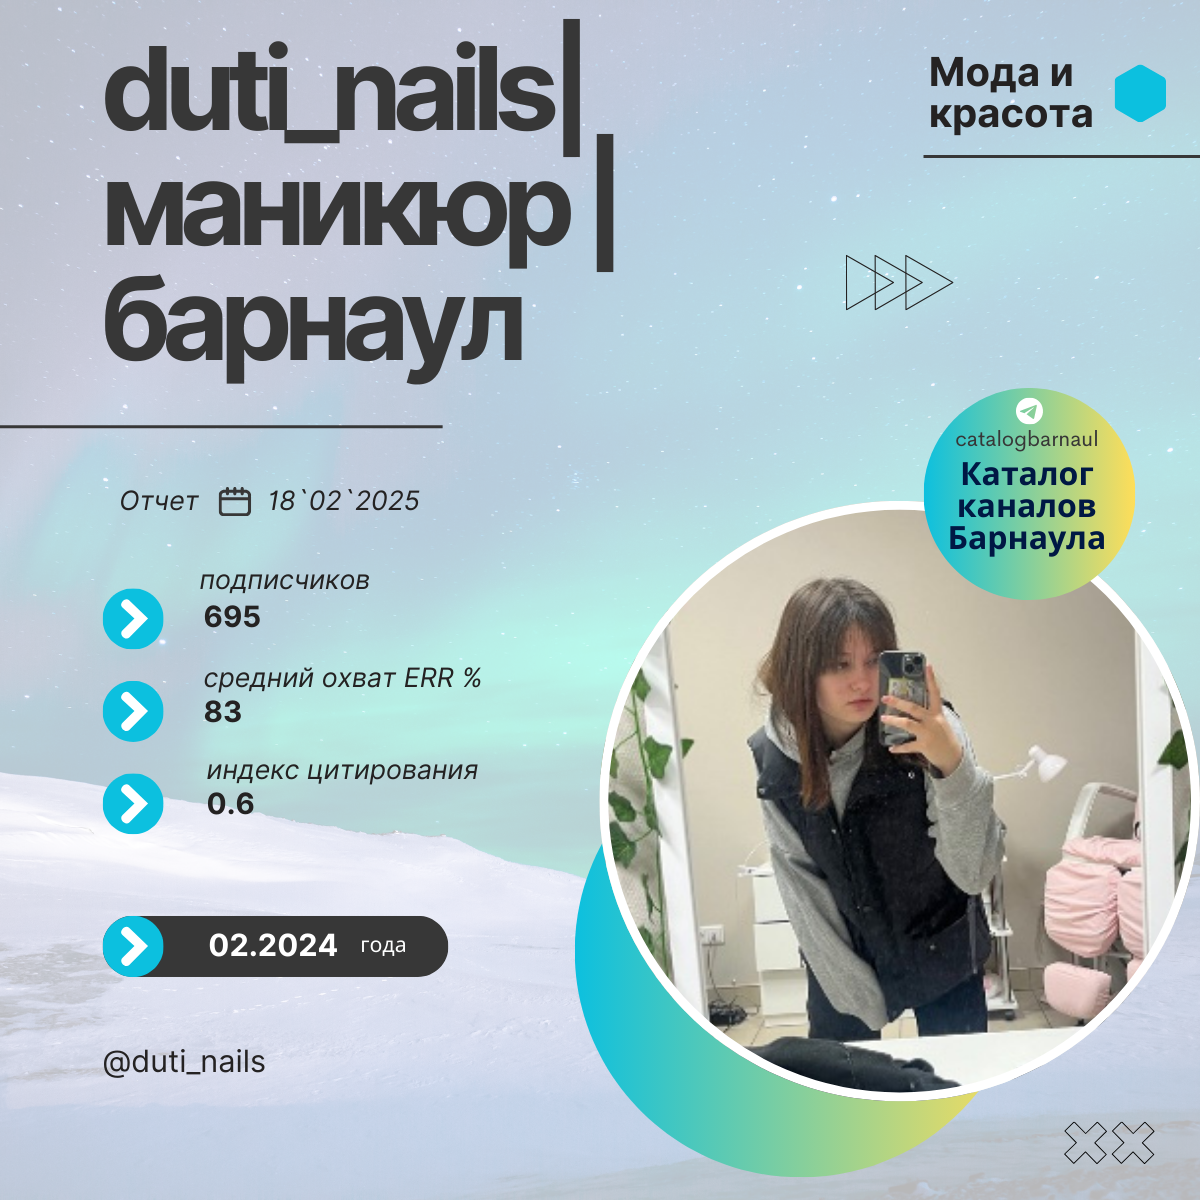 duti_nails|
маникюр |
барнаул
Мода и
красота
catalogbarnaul
Каталог
каналов
Барнаула
Отчет 18`02`2025
подписчиков
695
средний охват ERR %
83
индекс цитирования
0.6
02.2024 года
@duti_nails